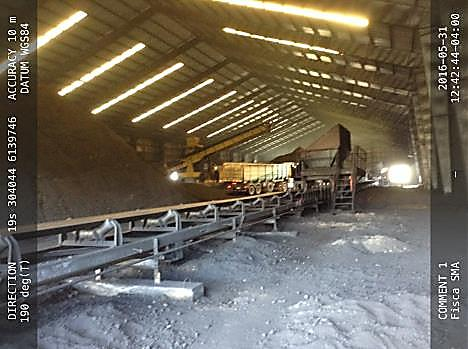 DIRECTION 19s 304044 6139746 ACCURACY 10 m
190 deg(T) DATUM WGS84
COMMENT 1 2016-05-31
Fisca SMA 12:42:44-04:00